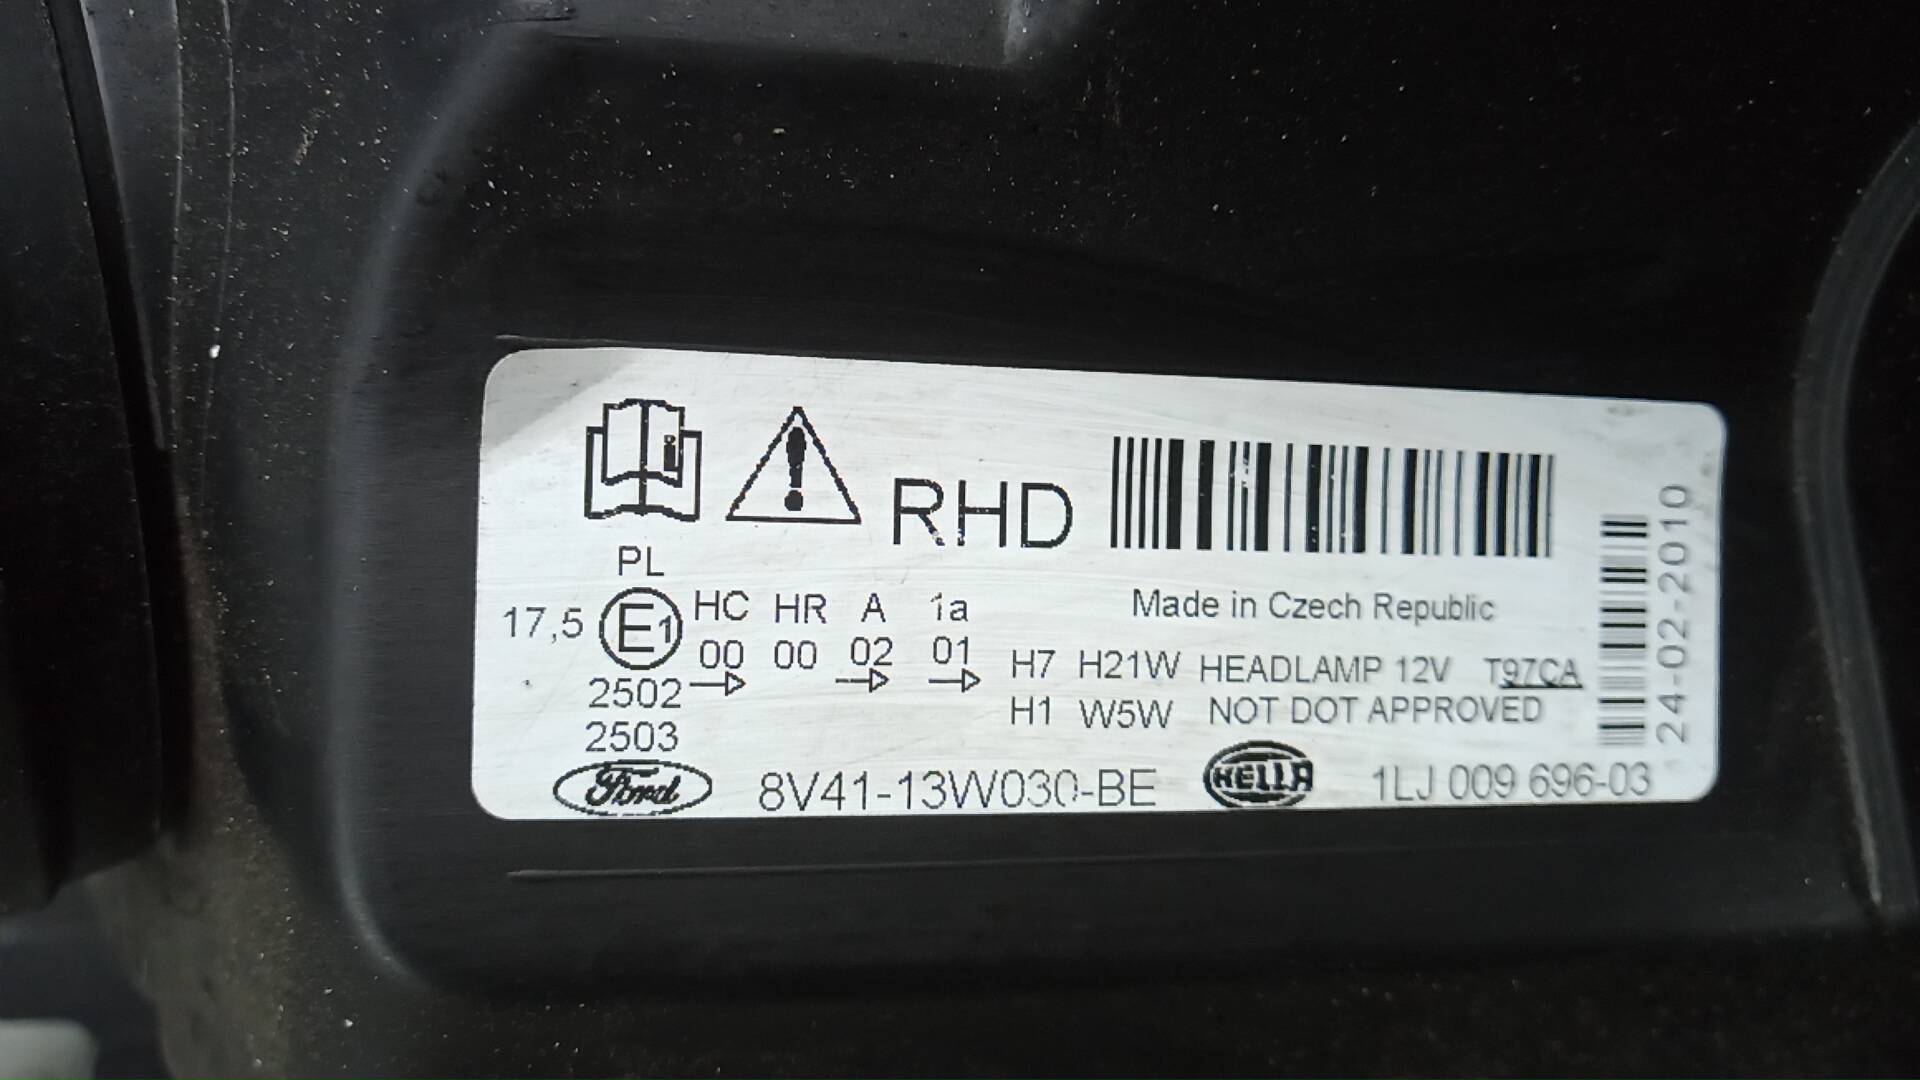 RHD
PL
Made in Czech Republic
17,5 E1 HC HR A 1a
00 00 02 01
2502
2503
H7 H21W HEADLAMP 12V T97CA
H1 W5W NOT DOT APPROVED
Ford 8V41-13W030-BE HELLA 1LJ 009 696-03
24-02-2010